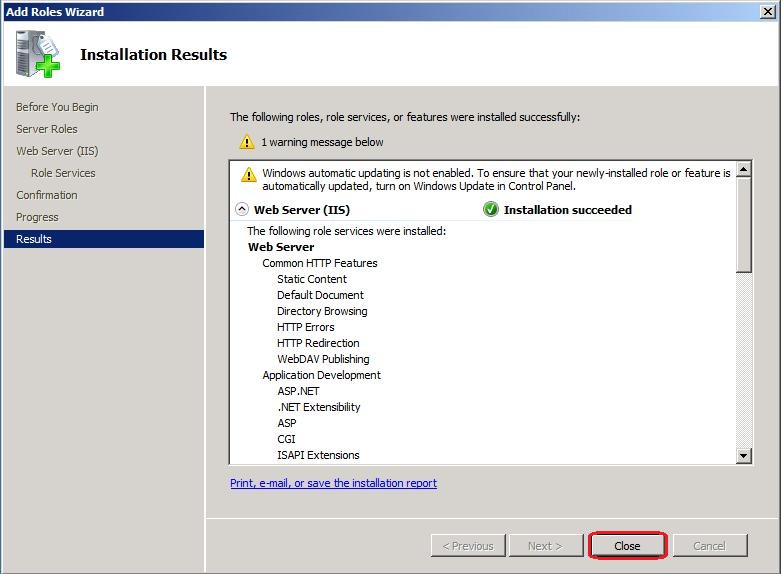 Add Roles Wizard
Installation Results
Before You Begin
Server Roles
Web Server (IIS)
Role Services
Confirmation
Progress
Results
The following roles, role services, or features were installed successfully:
1 warning message below
Windows automatic updating is not enabled. To ensure that your newly-installed role or feature is
automatically updated, turn on Windows Update in Control Panel.
Web Server (IIS) Installation succeeded
The following role services were installed:
Web Server
Common HTTP Features
Static Content
Default Document
Directory Browsing
HTTP Errors
HTTP Redirection
WebDAV Publishing
Application Development
ASP.NET
.NET Extensibility
ASP
CGI
ISAPI Extensions
Print, e-mail, or save the installation report
< Previous Next > Close Cancel